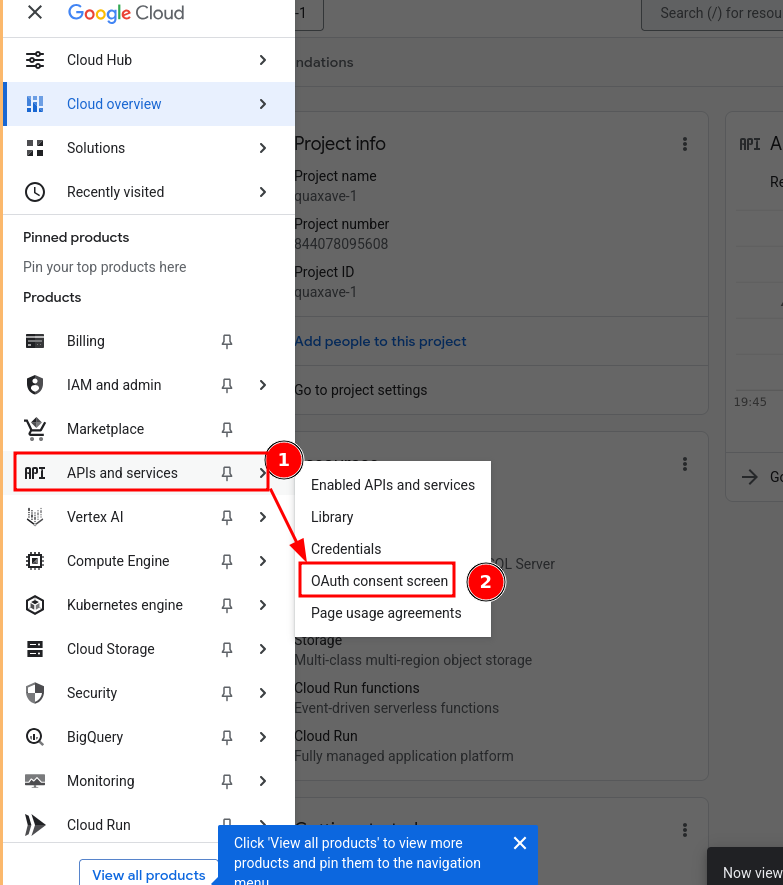 Google Cloud
-1
Search (/) for resou
ndations
Cloud Hub
Cloud overview
Solutions
Recently visited
Pinned products
Pin your top products here
Products
Billing
IAM and admin
Marketplace
API APIs and services
Vertex AI
Compute Engine
Kubernetes engine
Cloud Storage
Security
BigQuery
Monitoring
Cloud Run
View all products
1
Enabled APIs and services
Library
Credentials
OAuth consent screen
2
Page usage agreements
Project info
Project name
quaxave-1
Project number
844078095608
Project ID
quaxave-1
Add people to this project
Go to project settings
QL Server
Storage
Multi-class multi-region object storage
Cloud Run functions
Event-driven serverless functions
Cloud Run
Fully managed application platform
API A
Re
19:45
Go
Click 'View all products' to view more
products and pin them to the navigation
menu
Now view